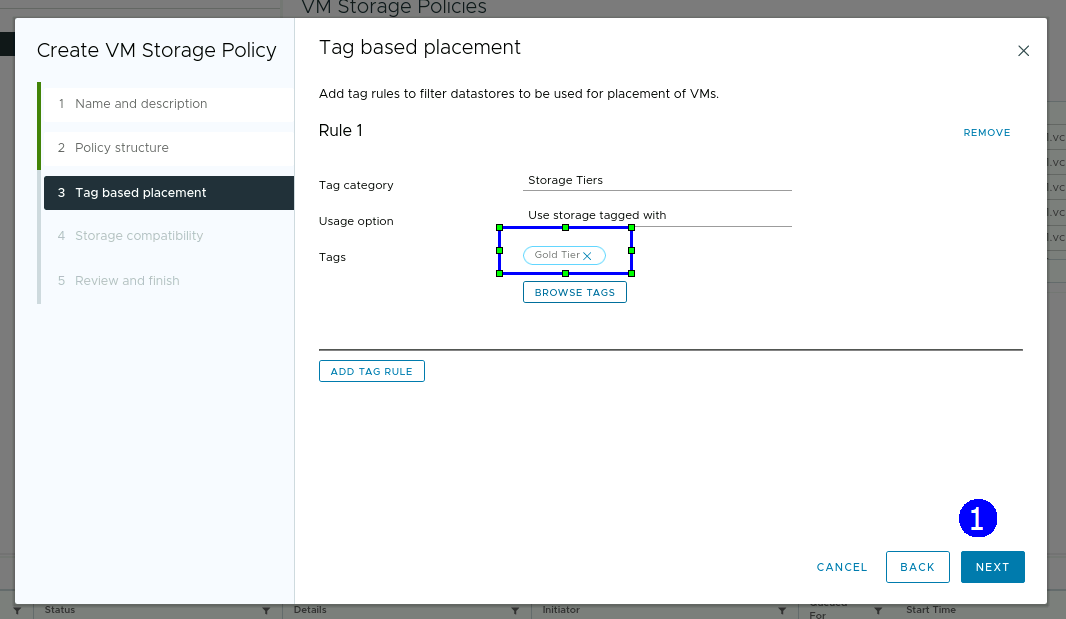 VM Storage Policies
Create VM Storage Policy
1 Name and description
2 Policy structure
3 Tag based placement
4 Storage compatibility
5 Review and finish
Tag based placement
Add tag rules to filter datastores to be used for placement of VMs.
Rule 1
REMOVE
Tag category
Storage Tiers
Usage option
Use storage tagged with
Tags
Gold Tier
BROWSE TAGS
ADD TAG RULE
1
CANCEL
BACK
NEXT
Status
Details
Initiator
For
Start Time